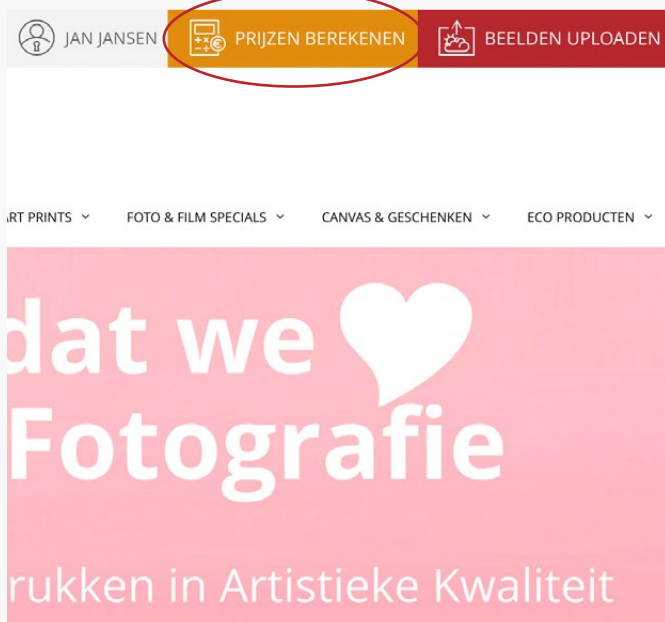 JAN JANSEN PRIJZEN BEREKENEN BEELDEN UPLOADEN
ART PRINTS FOTO & FILM SPECIALS CANVAS & GESCHENKEN ECO PRODUCTEN
dat we
Fotografie
rukken in Artistieke Kwaliteit